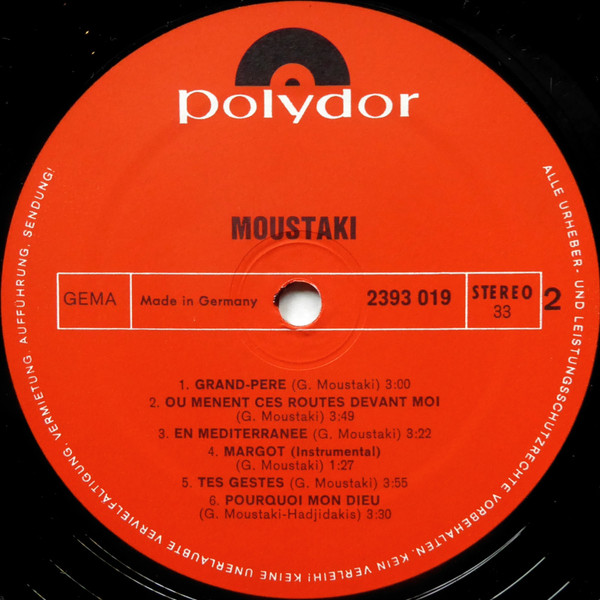 polydor
MOUSTAKI
GEMA
Made in Germany
2393 019
STEREO
33
2
1. GRAND-PERE (G. Moustaki) 3:00
2. OU MENENT CES ROUTES DEVANT MOI
(G. Moustaki) 3:49
3. EN MEDITERRANEE (G. Moustaki) 3:22
4. MARGOT (Instrumental)
(G. Moustaki) 1:27
5. TES GESTES (G. Moustaki) 3:55
6. POURQUOI MON DIEU
(G. Moustaki-Hadjidakis) 3:30
ALLE URHEBER- UND LEISTUNGSSCHUTZRECHTE VORBEHALTEN. KEIN VERLEIH! KEINE UNERLAUBTE VERVIELFÄLTIGUNG, VERMIETUNG, AUFFÜHRUNG, SENDUNG!